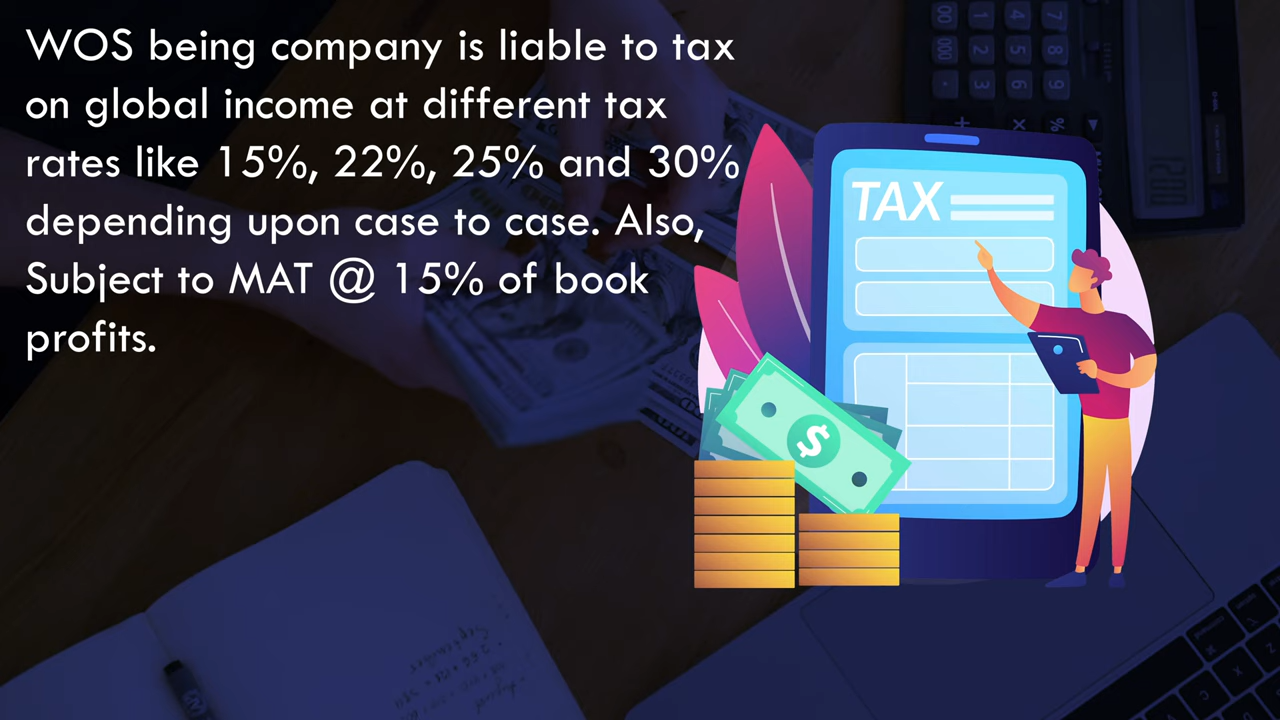 WOS being company is liable to tax
on global income at different tax
rates like 15%, 22%, 25% and 30%
depending upon case to case. Also,
Subject to MAT @ 15% of book
profits.
TAX
$